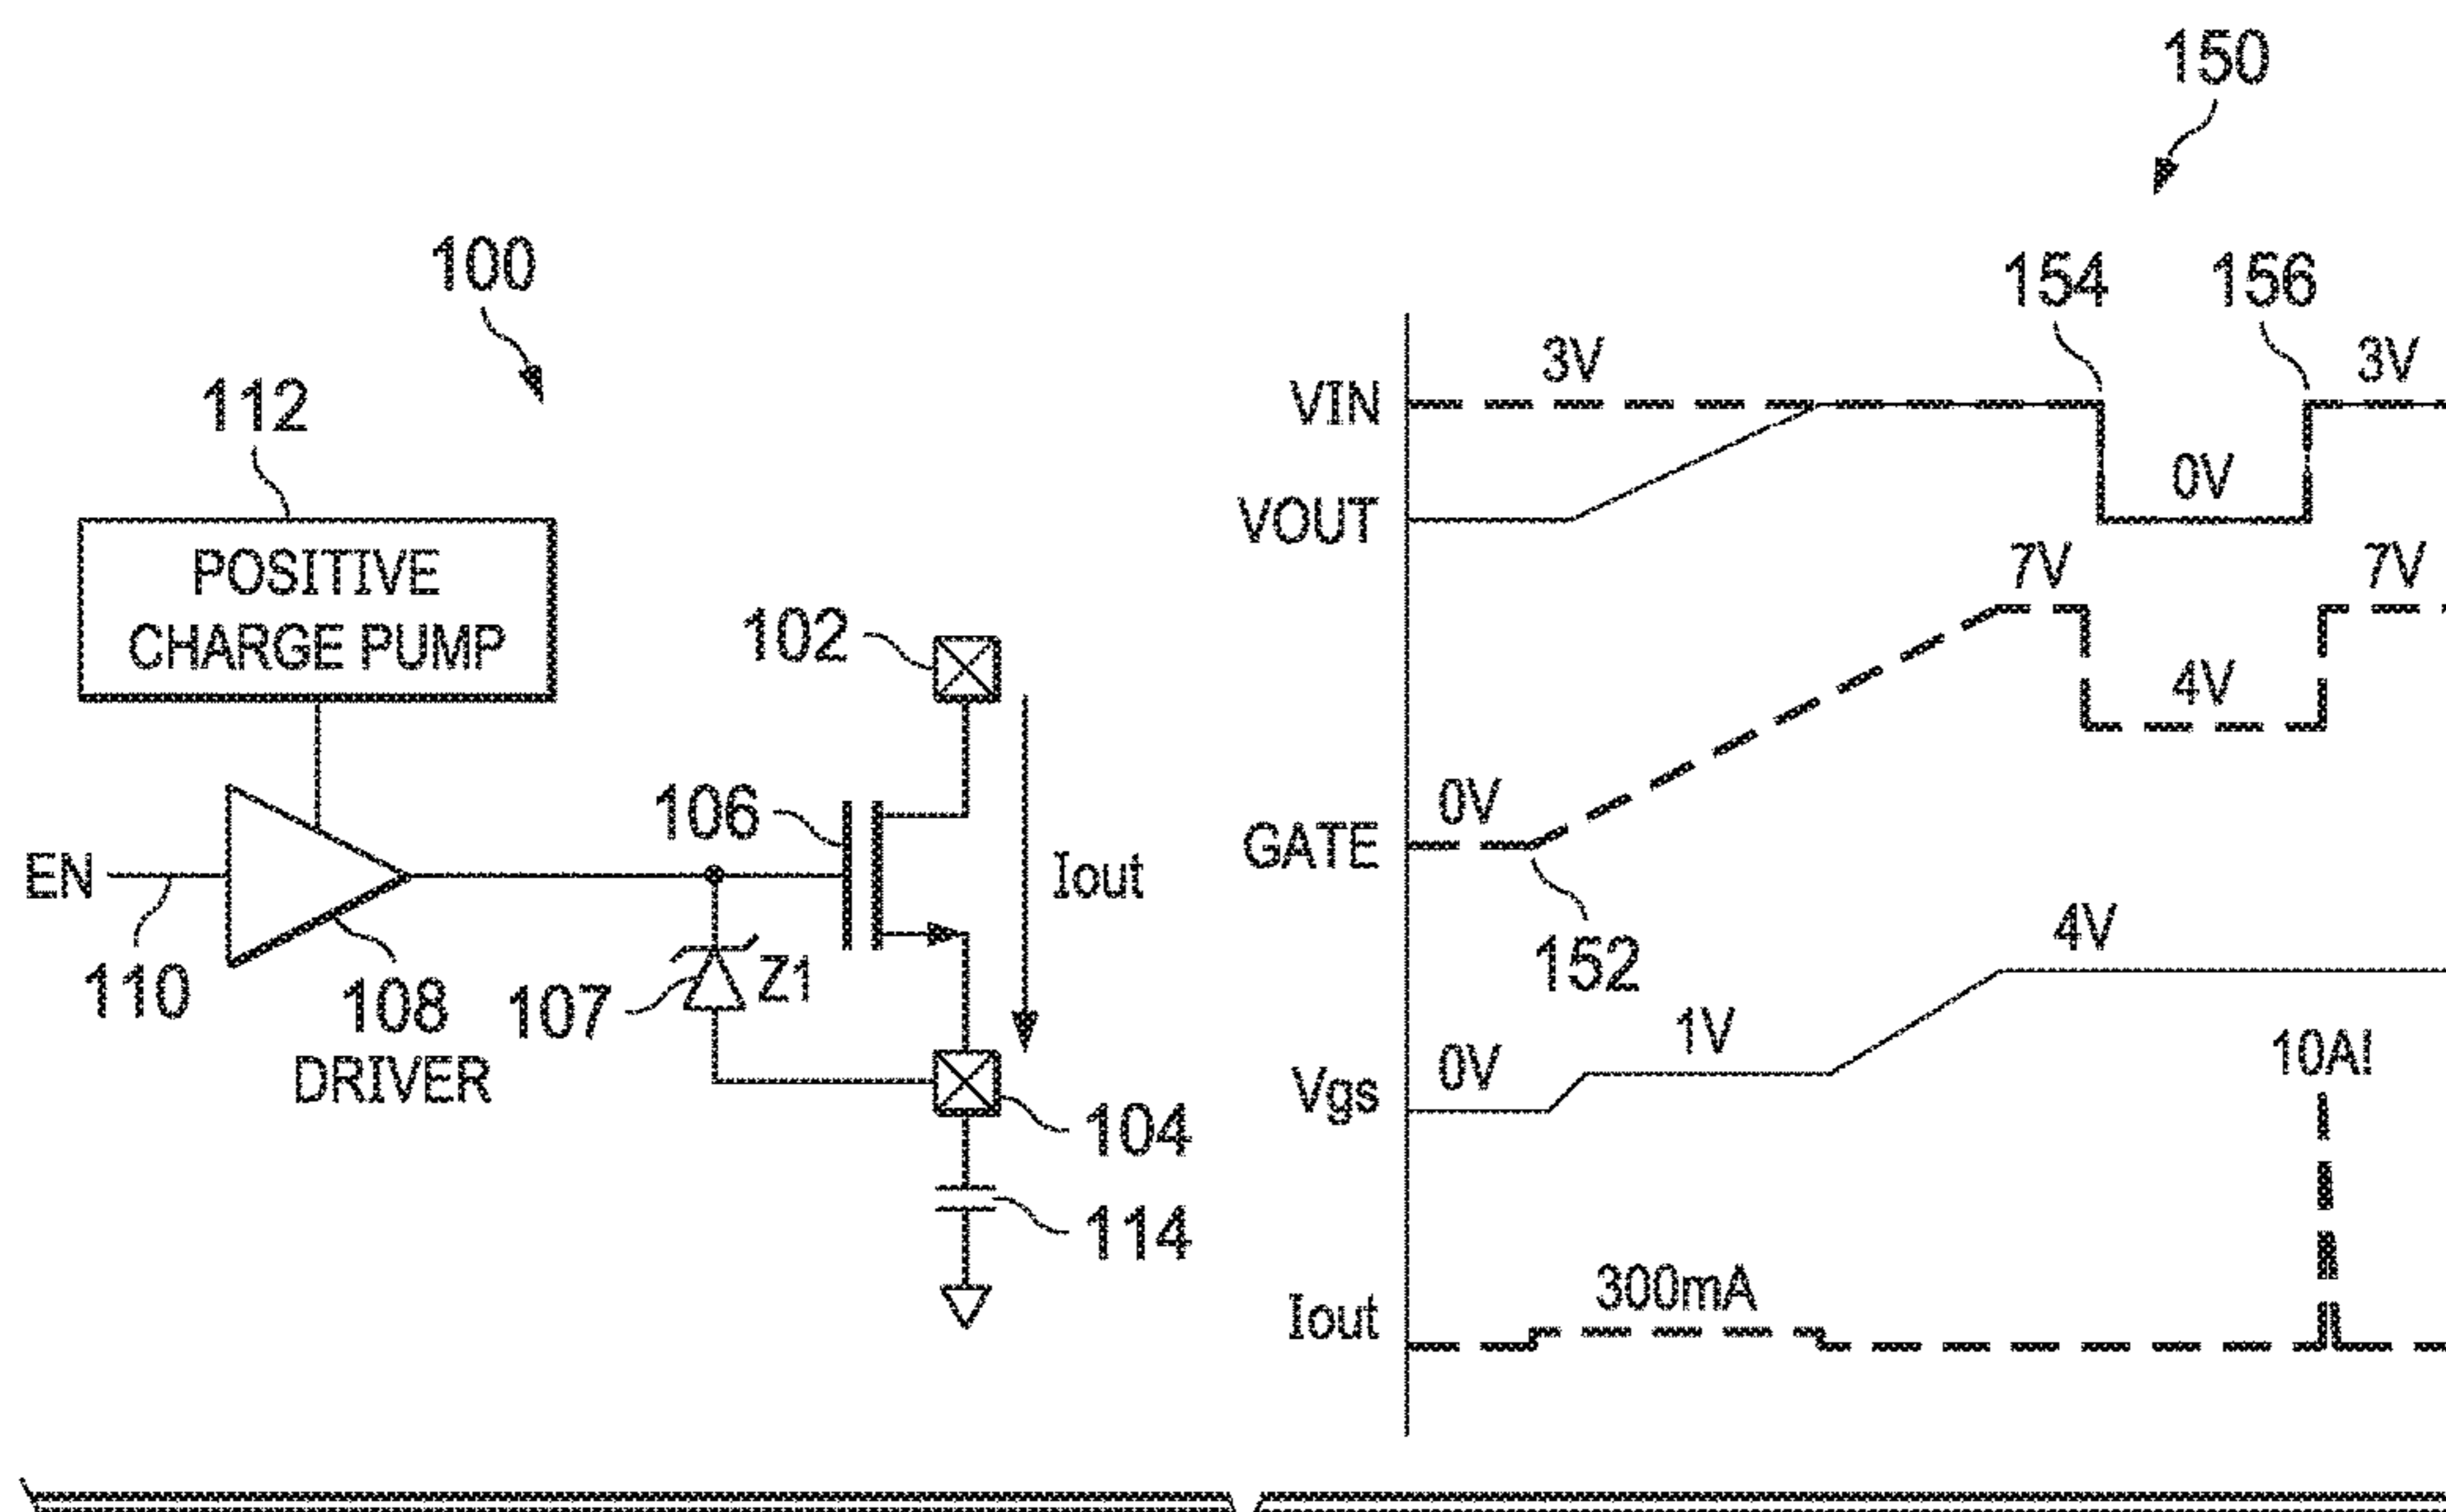 100
112
POSITIVE
CHARGE PUMP
102
106
EN
Iout
110
108
DRIVER
107
Z1
104
114
150
154
156
VIN
3V
3V
0V
VOUT
7V
7V
4V
0V
GATE
152
4V
Vgs
0V
1V
10A!
Iout
300mA